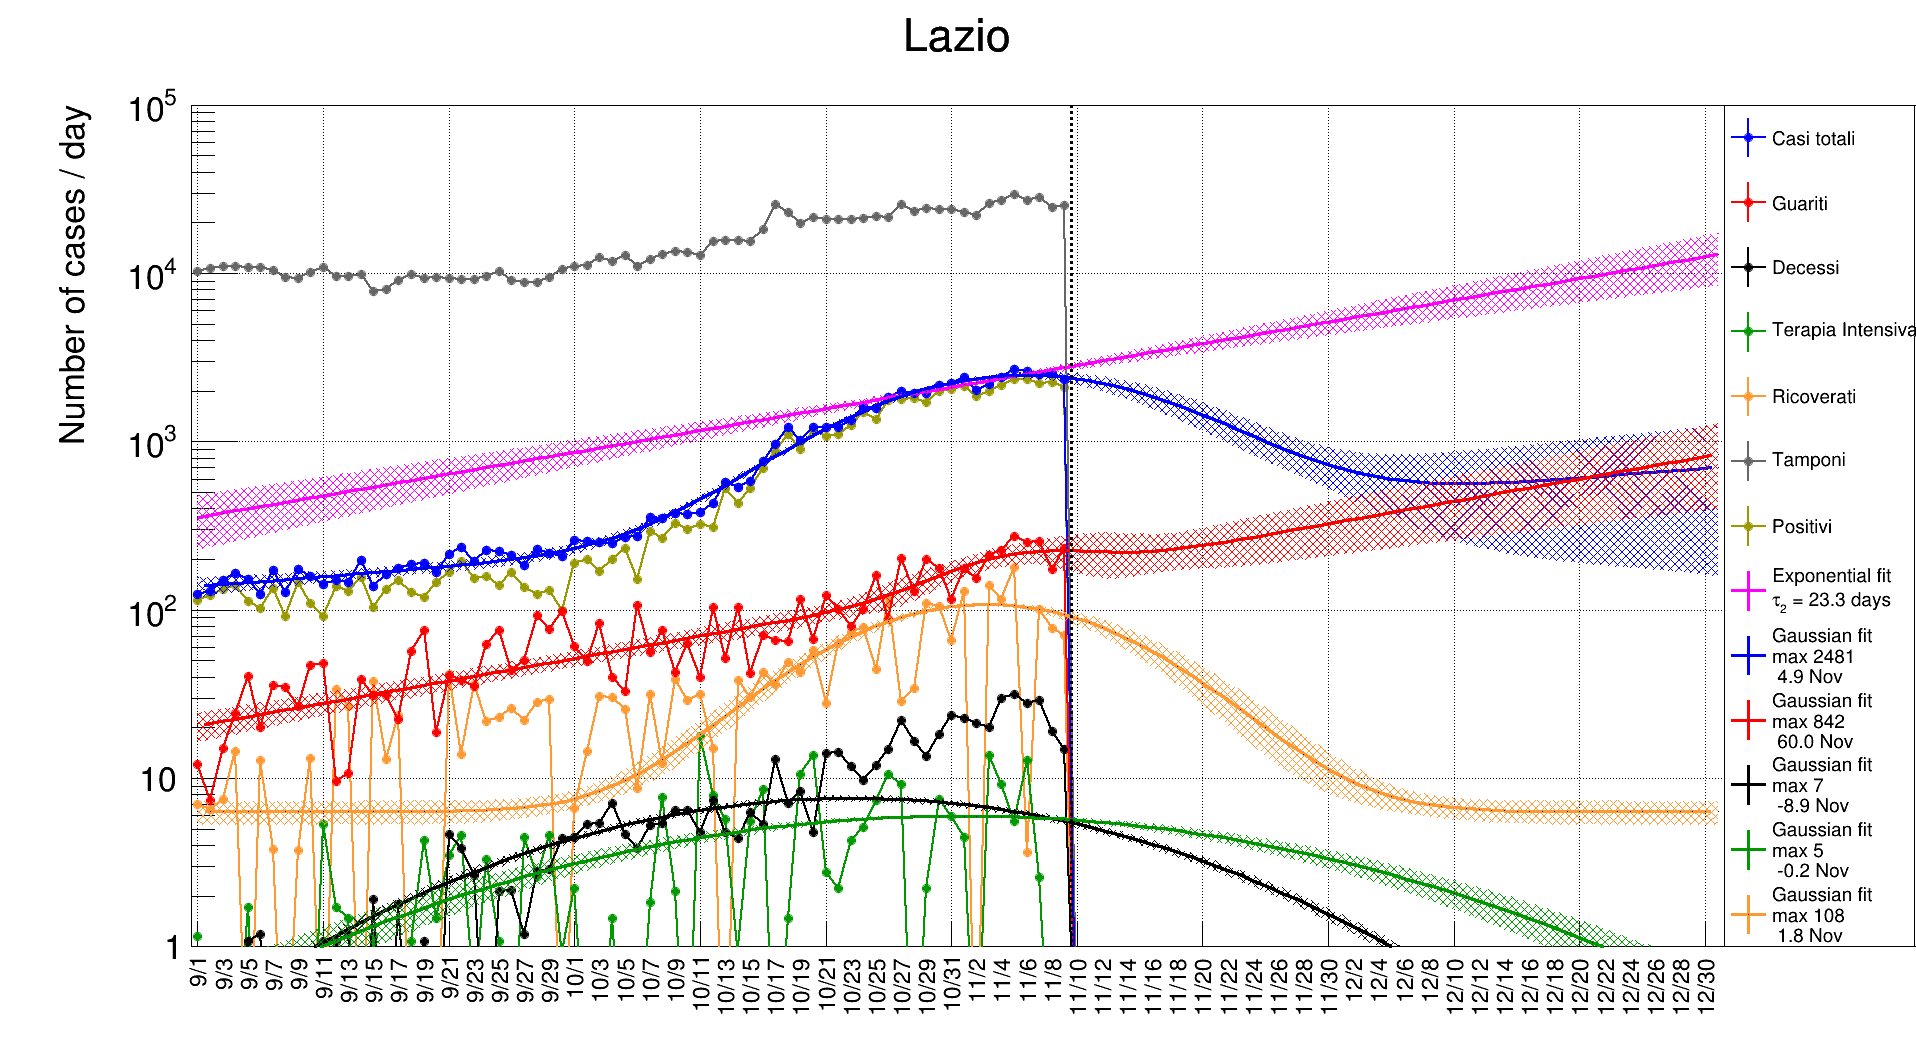 Lazio
Number of cases / day
10^5
10^4
10^3
10^2
10
1
9/1
9/3
9/5
9/7
9/9
9/11
9/13
9/15
9/17
9/19
9/21
9/23
9/25
9/27
9/29
10/1
10/3
10/5
10/7
10/9
10/11
10/13
10/15
10/17
10/19
10/21
10/23
10/25
10/27
10/29
10/31
11/2
11/4
11/6
11/8
11/10
11/12
11/14
11/16
11/18
11/20
11/22
11/24
11/26
11/28
11/30
12/2
12/4
12/6
12/8
12/10
12/12
12/14
12/16
12/18
12/20
12/22
12/24
12/26
12/28
12/30
Casi totali
Guariti
Decessi
Terapia Intensiva
Ricoverati
Tamponi
Positivi
Exponential fit
τ₂ = 23.3 days
Gaussian fit
max 2481
4.9 Nov
Gaussian fit
max 842
60.0 Nov
Gaussian fit
max 7
-8.9 Nov
Gaussian fit
max 5
-0.2 Nov
Gaussian fit
max 108
1.8 Nov